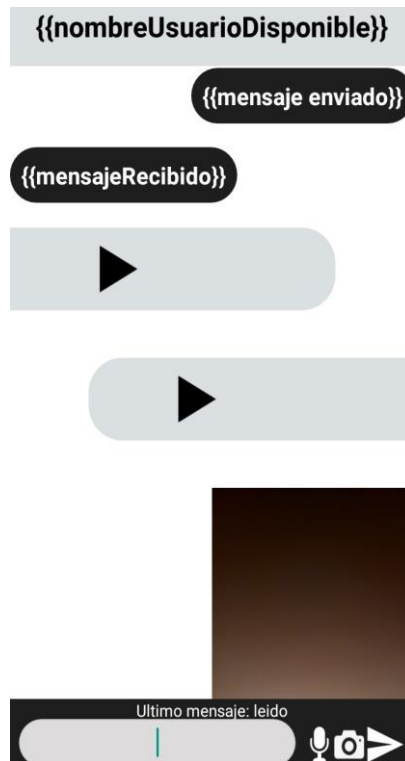 {{nombreUsuarioDisponible}}
{{mensaje enviado}}
{{mensajeRecibido}}
Ultimo mensaje: leido